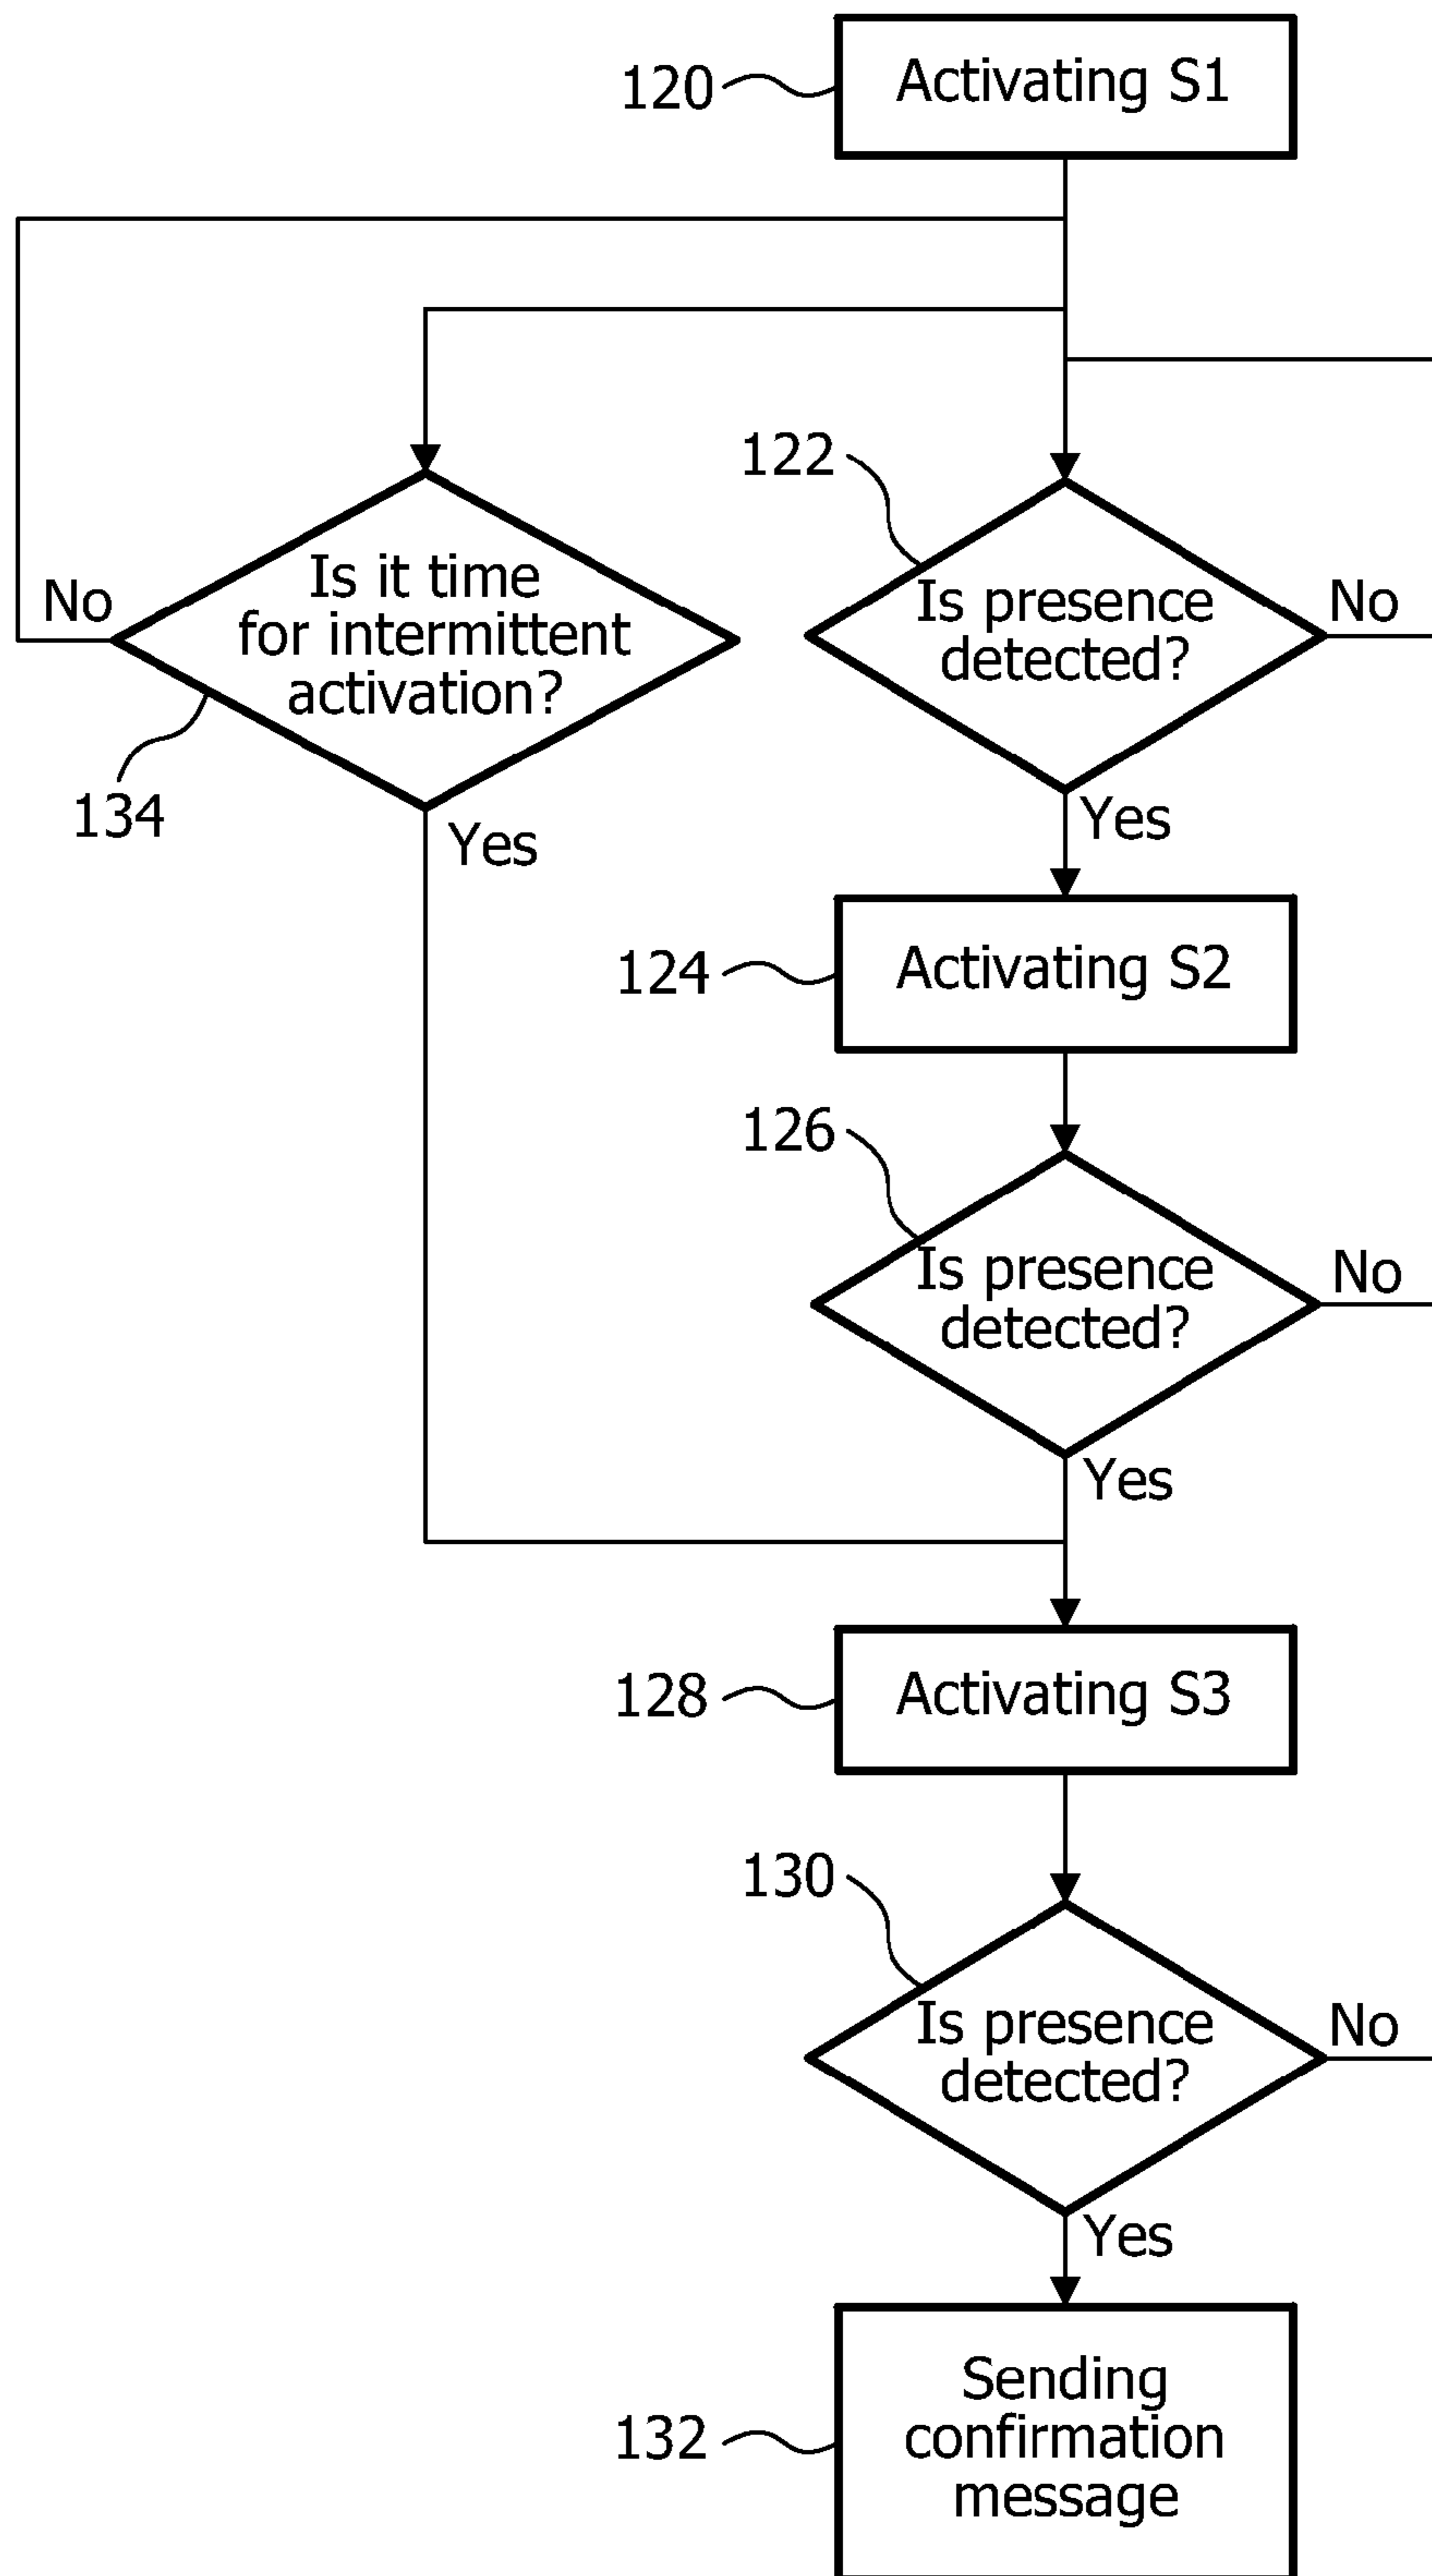 120
Activating S1
122
Is it time
for intermittent
activation?
No
134
Yes
Is presence
detected?
No
Yes
124
Activating S2
126
Is presence
detected?
No
Yes
128
Activating S3
130
Is presence
detected?
No
Yes
132
Sending
confirmation
message